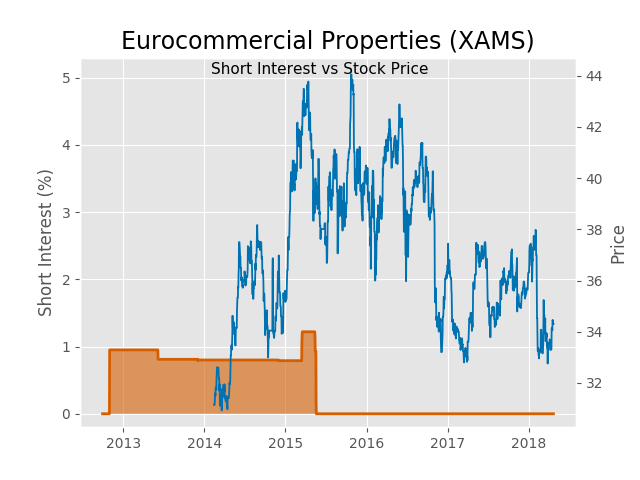 Eurocommercial Properties (XAMS)
Short Interest vs Stock Price
Short Interest (%)
5
4
3
2
1
0
44
42
40
38
36
34
32
Price
2013 2014 2015 2016 2017 2018